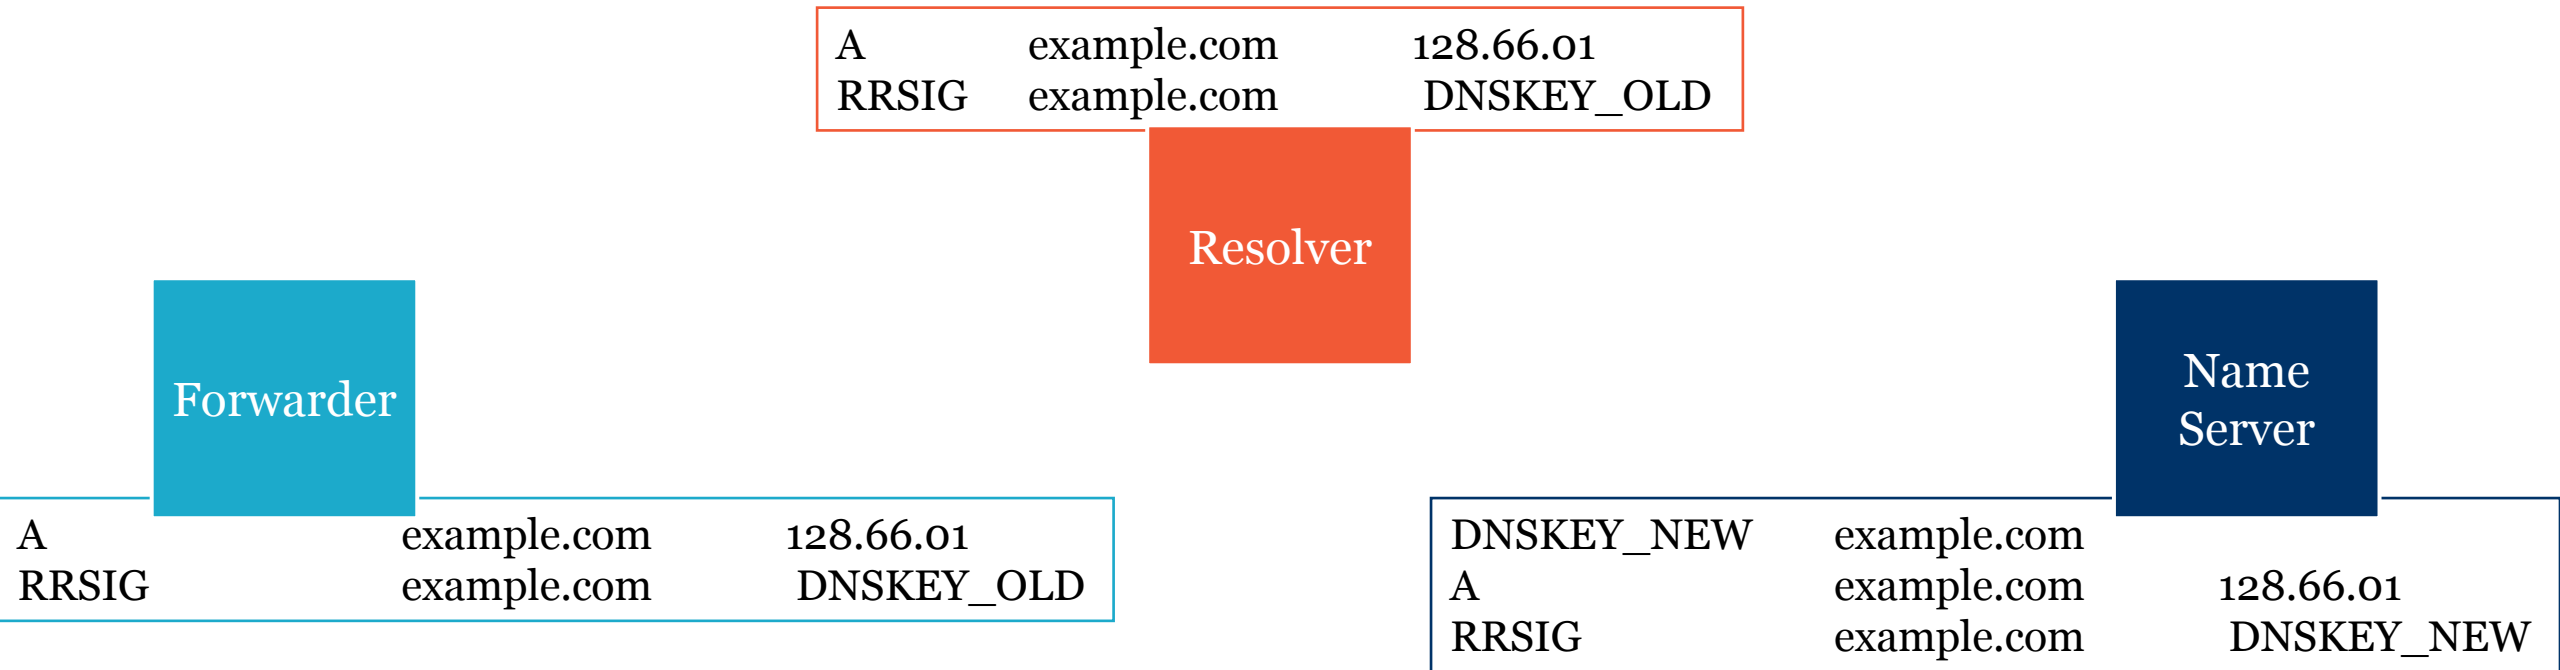 A example.com 128.66.01
RRSIG example.com DNSKEY_OLD
Resolver
Forwarder
Name
Server
A example.com 128.66.01
RRSIG example.com DNSKEY_OLD
DNSKEY_NEW example.com
A example.com 128.66.01
RRSIG example.com DNSKEY_NEW